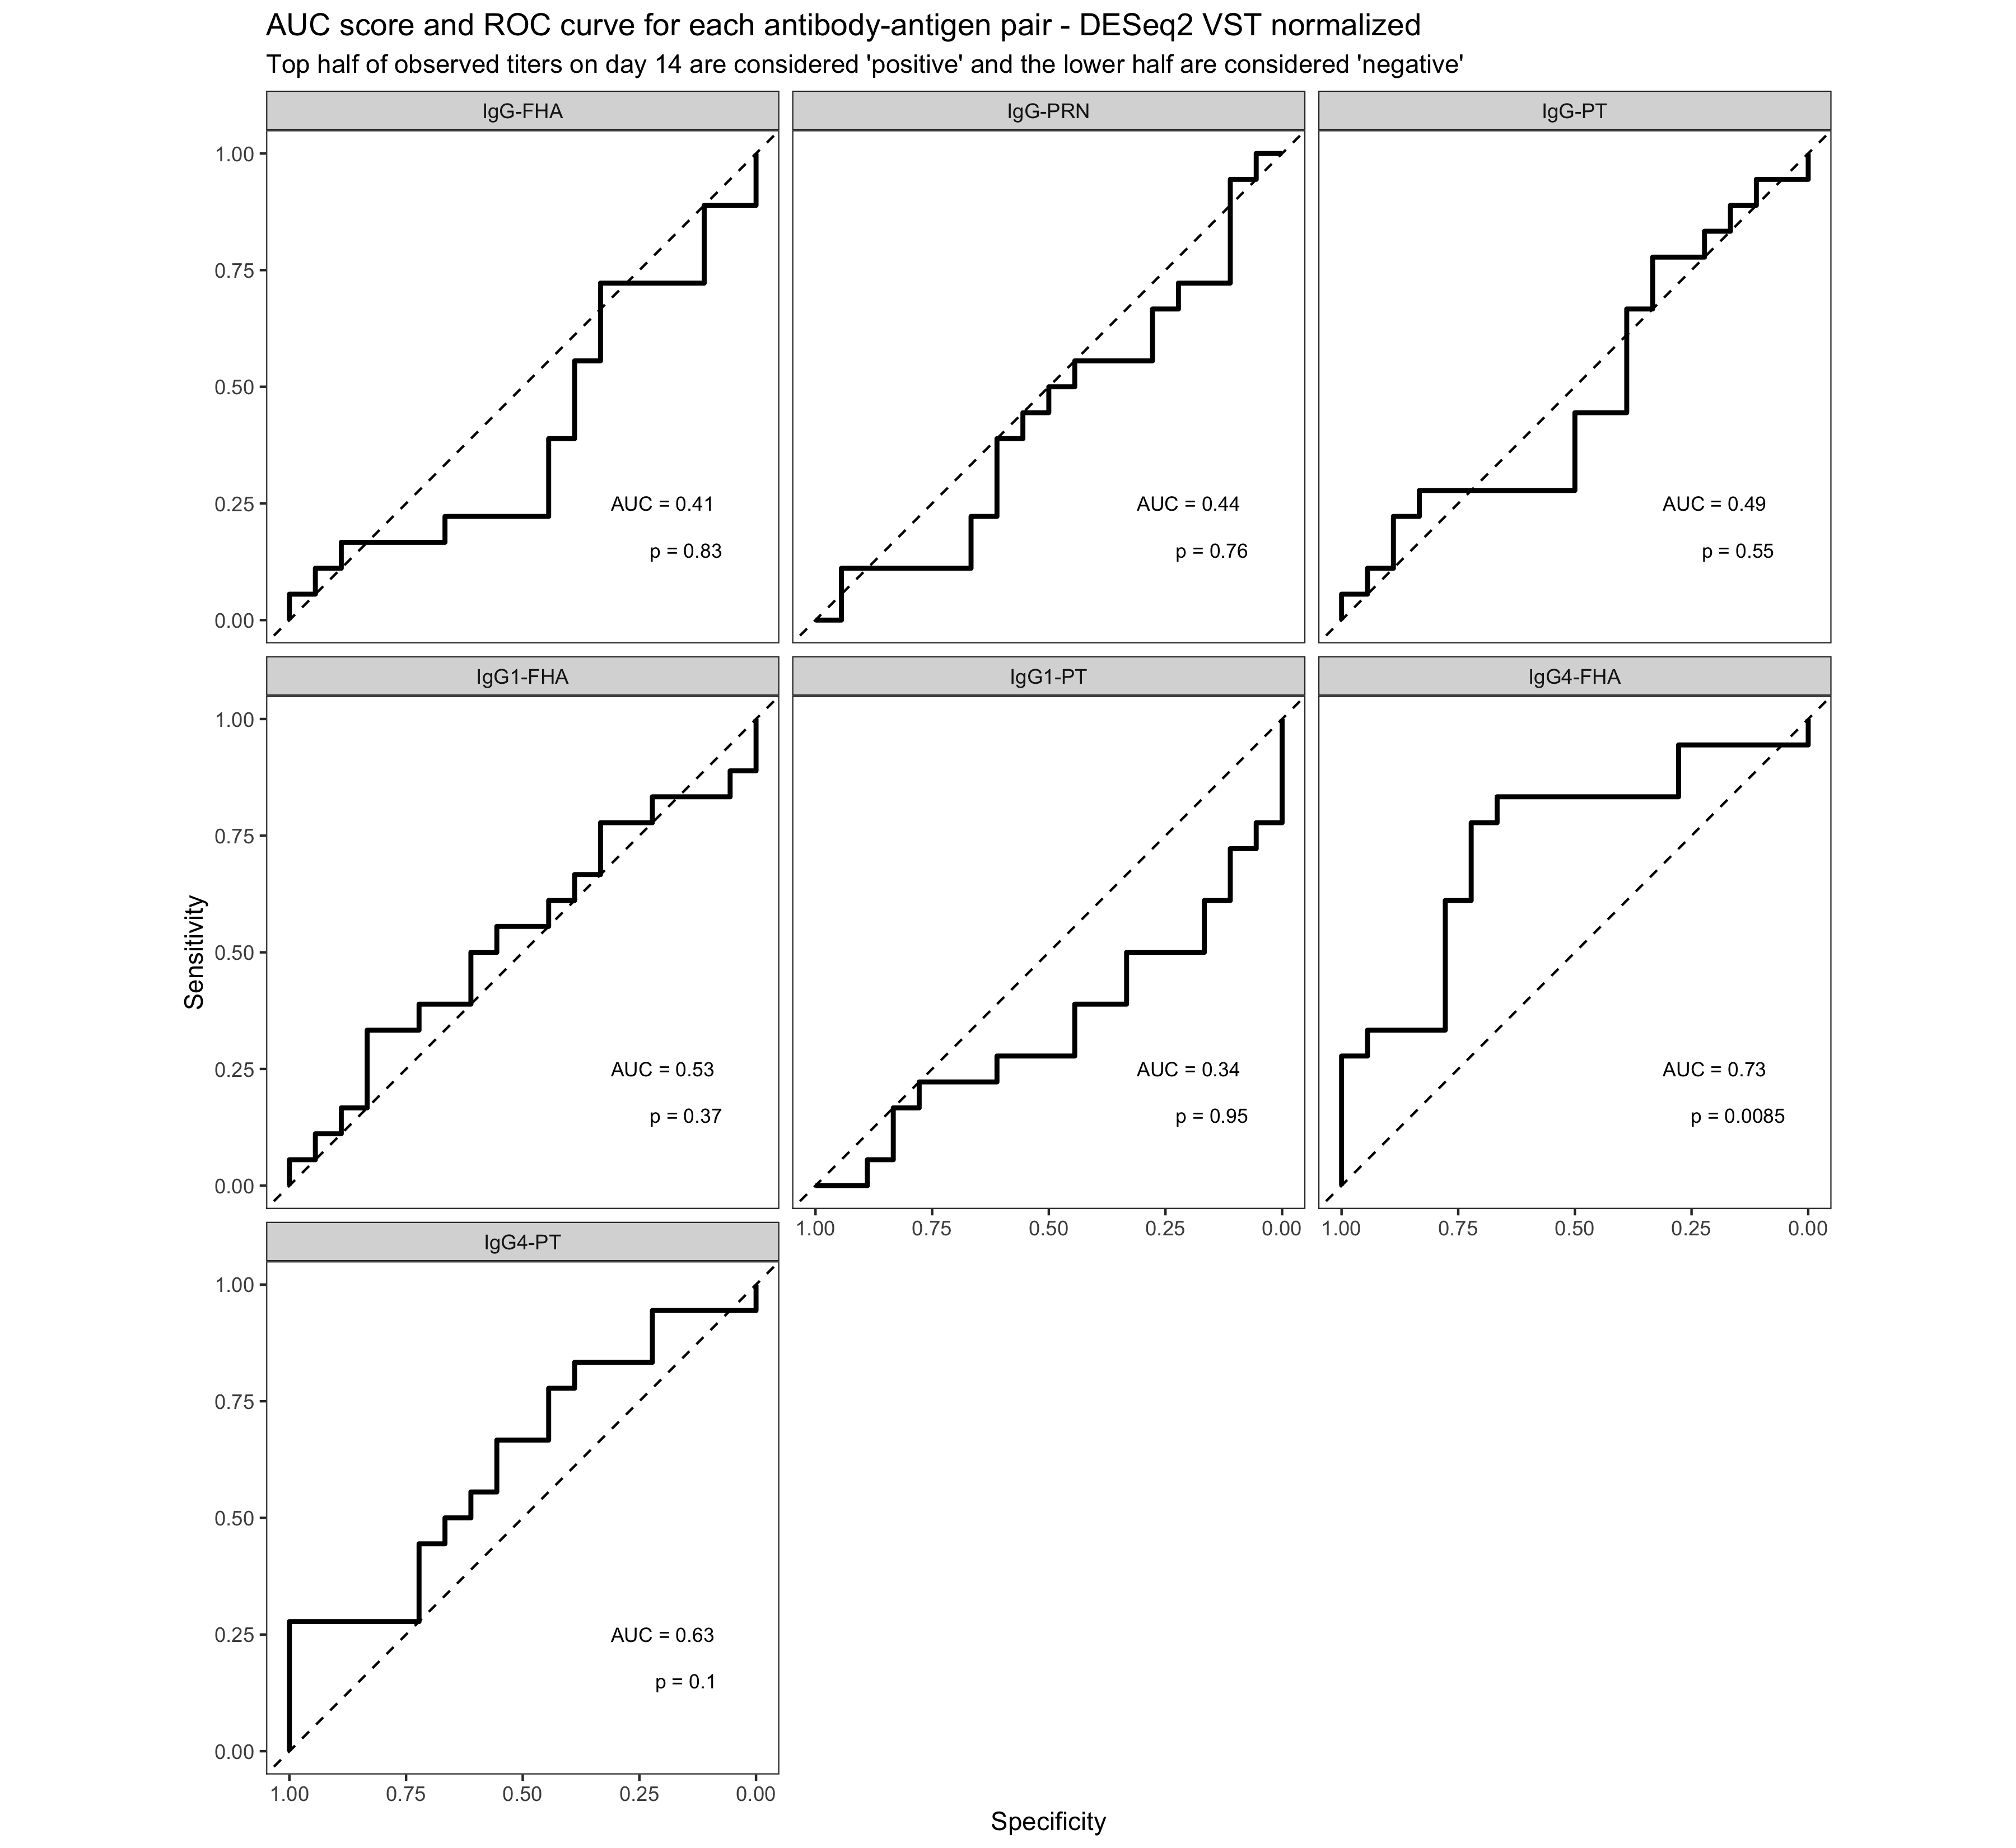 AUC score and ROC curve for each antibody-antigen pair - DESeq2 VST normalized
Top half of observed titers on day 14 are considered 'positive' and the lower half are considered 'negative'
IgG-FHA
IgG-PRN
IgG-PT
1.00
0.75
0.50
0.25
0.00
AUC = 0.41
p = 0.83
AUC = 0.44
p = 0.76
AUC = 0.49
p = 0.55
IgG1-FHA
IgG1-PT
IgG4-FHA
1.00
0.75
0.50
0.25
0.00
Sensitivity
AUC = 0.53
p = 0.37
AUC = 0.34
p = 0.95
AUC = 0.73
p = 0.0085
1.00 0.75 0.50 0.25 0.00
1.00 0.75 0.50 0.25 0.00
IgG4-PT
1.00
0.75
0.50
0.25
0.00
AUC = 0.63
p = 0.1
1.00 0.75 0.50 0.25 0.00
Specificity